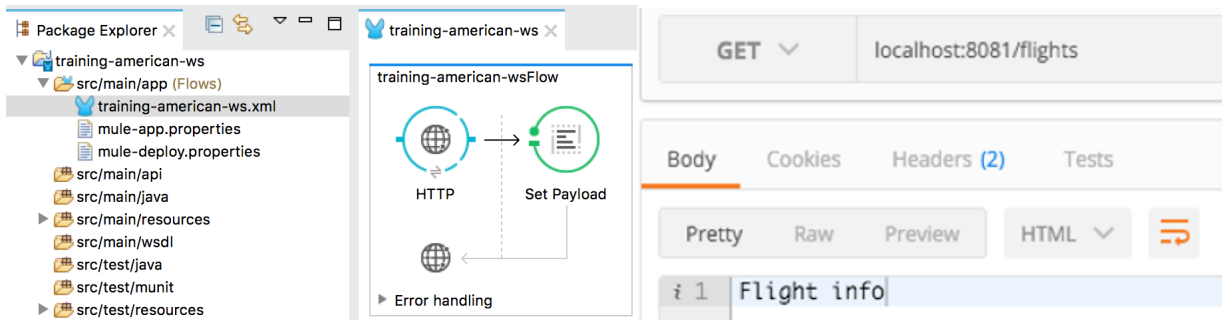 Package Explorer
training-american-ws
src/main/app (Flows)
training-american-ws.xml
mule-app.properties
mule-deploy.properties
src/main/api
src/main/java
src/main/resources
src/main/wsdl
src/test/java
src/test/munit
src/test/resources
training-american-ws
training-american-wsFlow
HTTP
Set Payload
Error handling
GET
localhost:8081/flights
Body Cookies Headers (2) Tests
Pretty Raw Preview HTML
i 1 Flight info